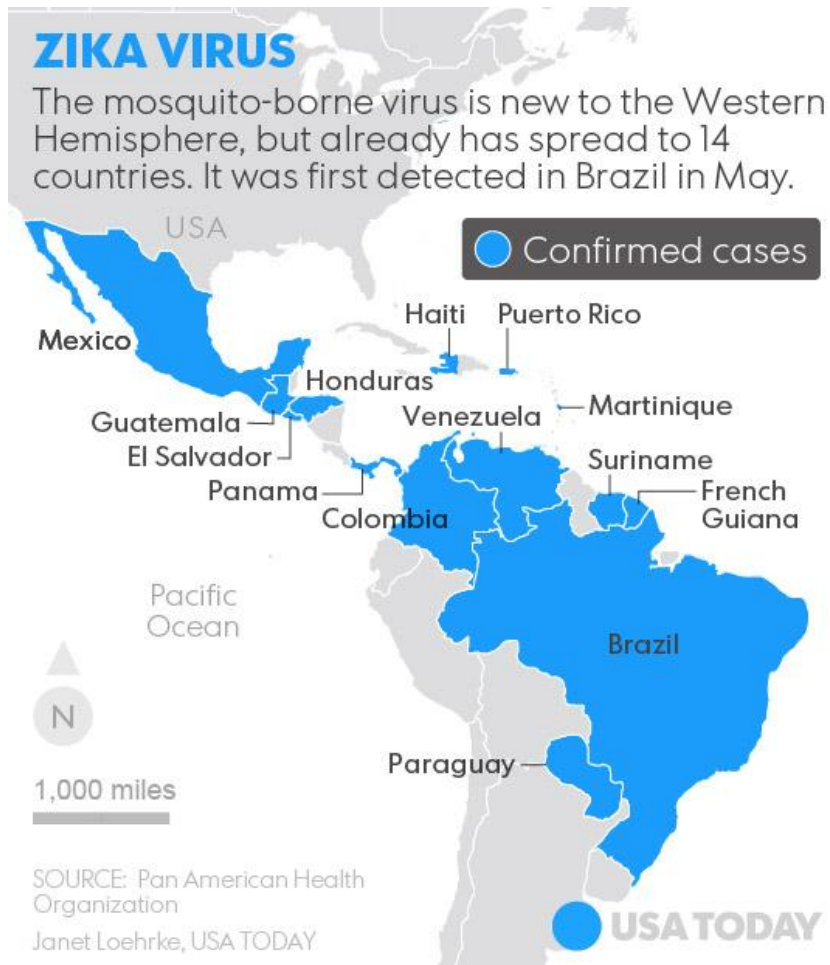 ZIKA VIRUS
The mosquito-borne virus is new to the Western
Hemisphere, but already has spread to 14
countries. It was first detected in Brazil in May.
USA
Confirmed cases
Haiti
Puerto Rico
Mexico
Honduras
Guatemala
Venezuela
Martinique
El Salvador
Suriname
Panama
French
Guiana
Colombia
Pacific
Ocean
Brazil
N
Paraguay
1,000 miles
SOURCE: Pan American Health
Organization
Janet Loehrke, USA TODAY
USA TODAY